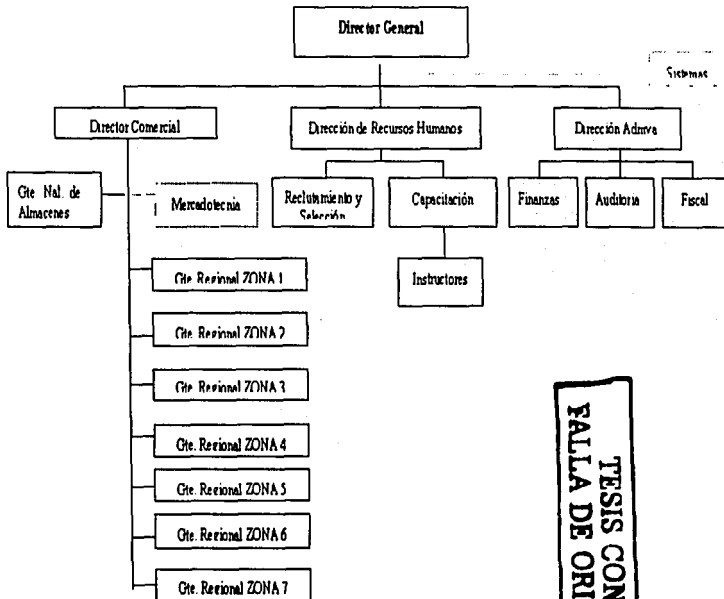 Director General
Sistemas
Director Comercial
Dirección de Recursos Humanos
Dirección Admva
Gte. Nal. de
Almacenes
Mercadotecnia
Reclutamiento y
Selección
Capacitación
Finanzas
Auditoria
Fiscal
Instructores
Gte. Regional ZONA 1
Gte. Regional ZONA 2
Gte. Regional ZONA 3
Gte. Regional ZONA 4
Gte. Regional ZONA 5
Gte. Regional ZONA 6
Gte. Regional ZONA 7
TESIS CON
FALLA DE ORI